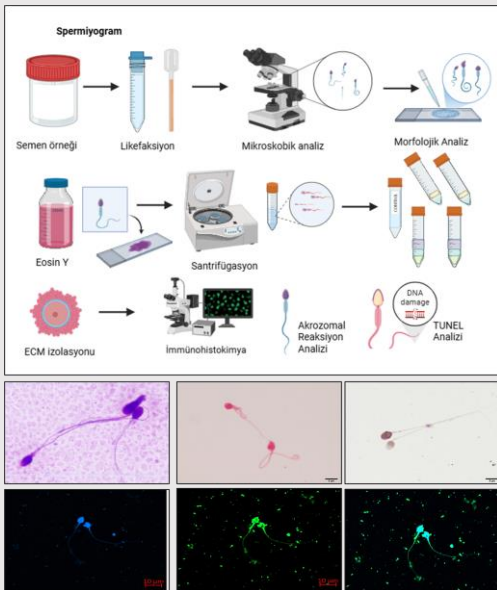 Spermiyogram
Semen örneği
Likefaksiyon
Mikroskobik analiz
Morfolojik Analiz
Eosin Y
Santrifügasyon
ECM izolasyonu
İmmünohistokimya
Akrozomal
Reaksiyon
Analizi
DNA
damage
TUNEL
Analizi